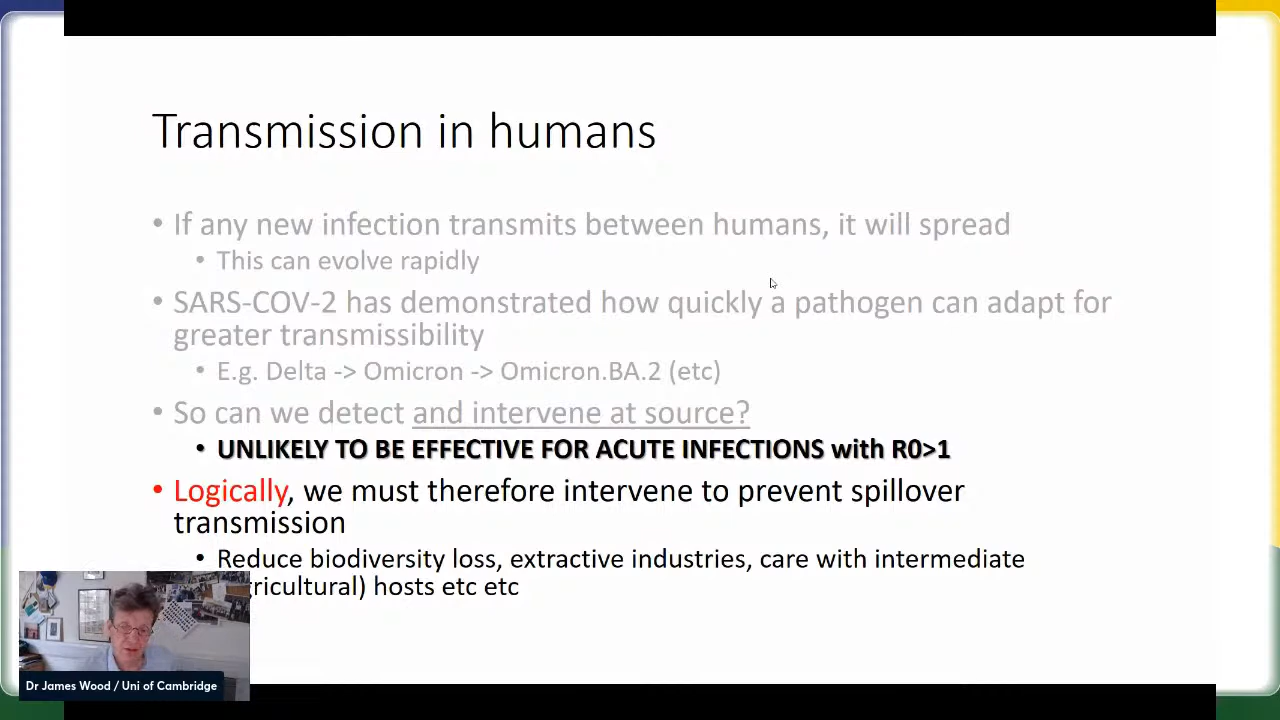 Transmission in humans
• If any new infection transmits between humans, it will spread
• This can evolve rapidly
• SARS-COV-2 has demonstrated how quickly a pathogen can adapt for
greater transmissibility
• E.g. Delta -> Omicron -> Omicron.BA.2 (etc)
• So can we detect and intervene at source?
• UNLIKELY TO BE EFFECTIVE FOR ACUTE INFECTIONS with R0>1
• Logically, we must therefore intervene to prevent spillover
transmission
• Reduce biodiversity loss, extractive industries, care with intermediate
hosts etc etc
Dr James Wood / Uni of Cambridge